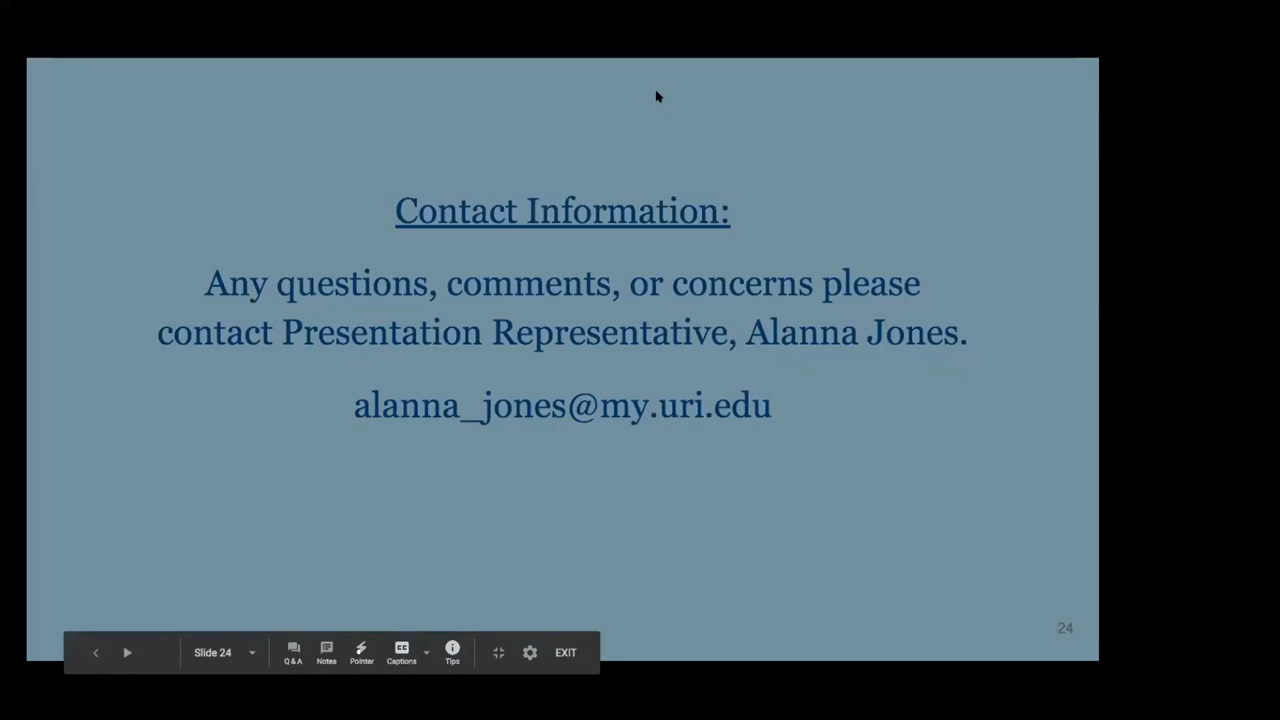 Contact Information:
Any questions, comments, or concerns please
contact Presentation Representative, Alanna Jones.
alanna_jones@my.uri.edu
24
Slide 24
Q & A
Notes
Pointer
CC
Captions
Tips
EXIT